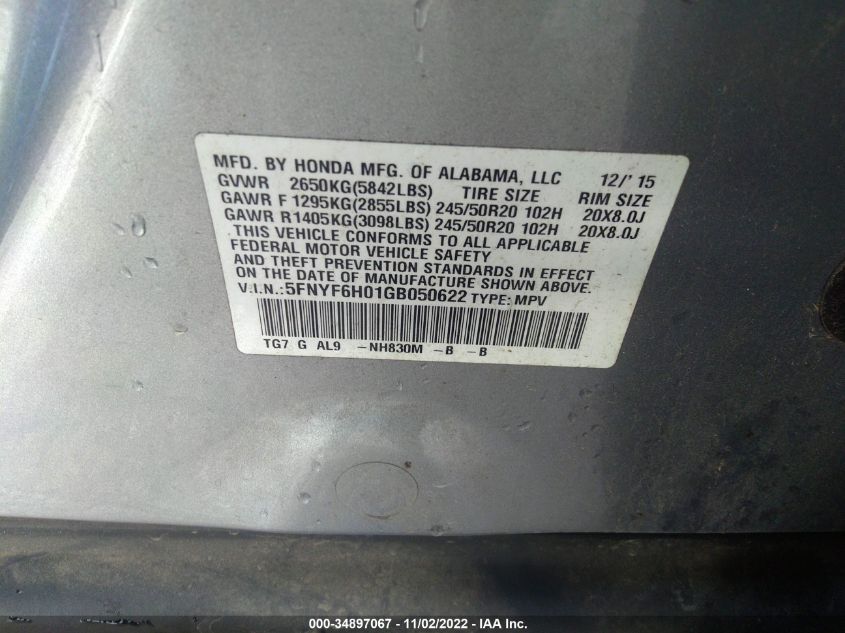 MFD. BY HONDA MFG. OF ALABAMA, LLC 12/'15
GVWR 2650KG(5842LBS) TIRE SIZE RIM SIZE
GAWR F 1295KG(2855LBS) 245/50R20 102H 20X8.0J
GAWR R1405KG(3098LBS) 245/50R20 102H 20X8.0J
THIS VEHICLE CONFORMS TO ALL APPLICABLE
FEDERAL MOTOR VEHICLE SAFETY
AND THEFT PREVENTION STANDARDS IN EFFECT
ON THE DATE OF MANUFACTURE SHOWN ABOVE.
V.I.N.:5FNYF6H01GB050622 TYPE: MPV
TG7 G AL9 -NH830M -B -B
000-34897067 - 11/02/2022 - IAA Inc.